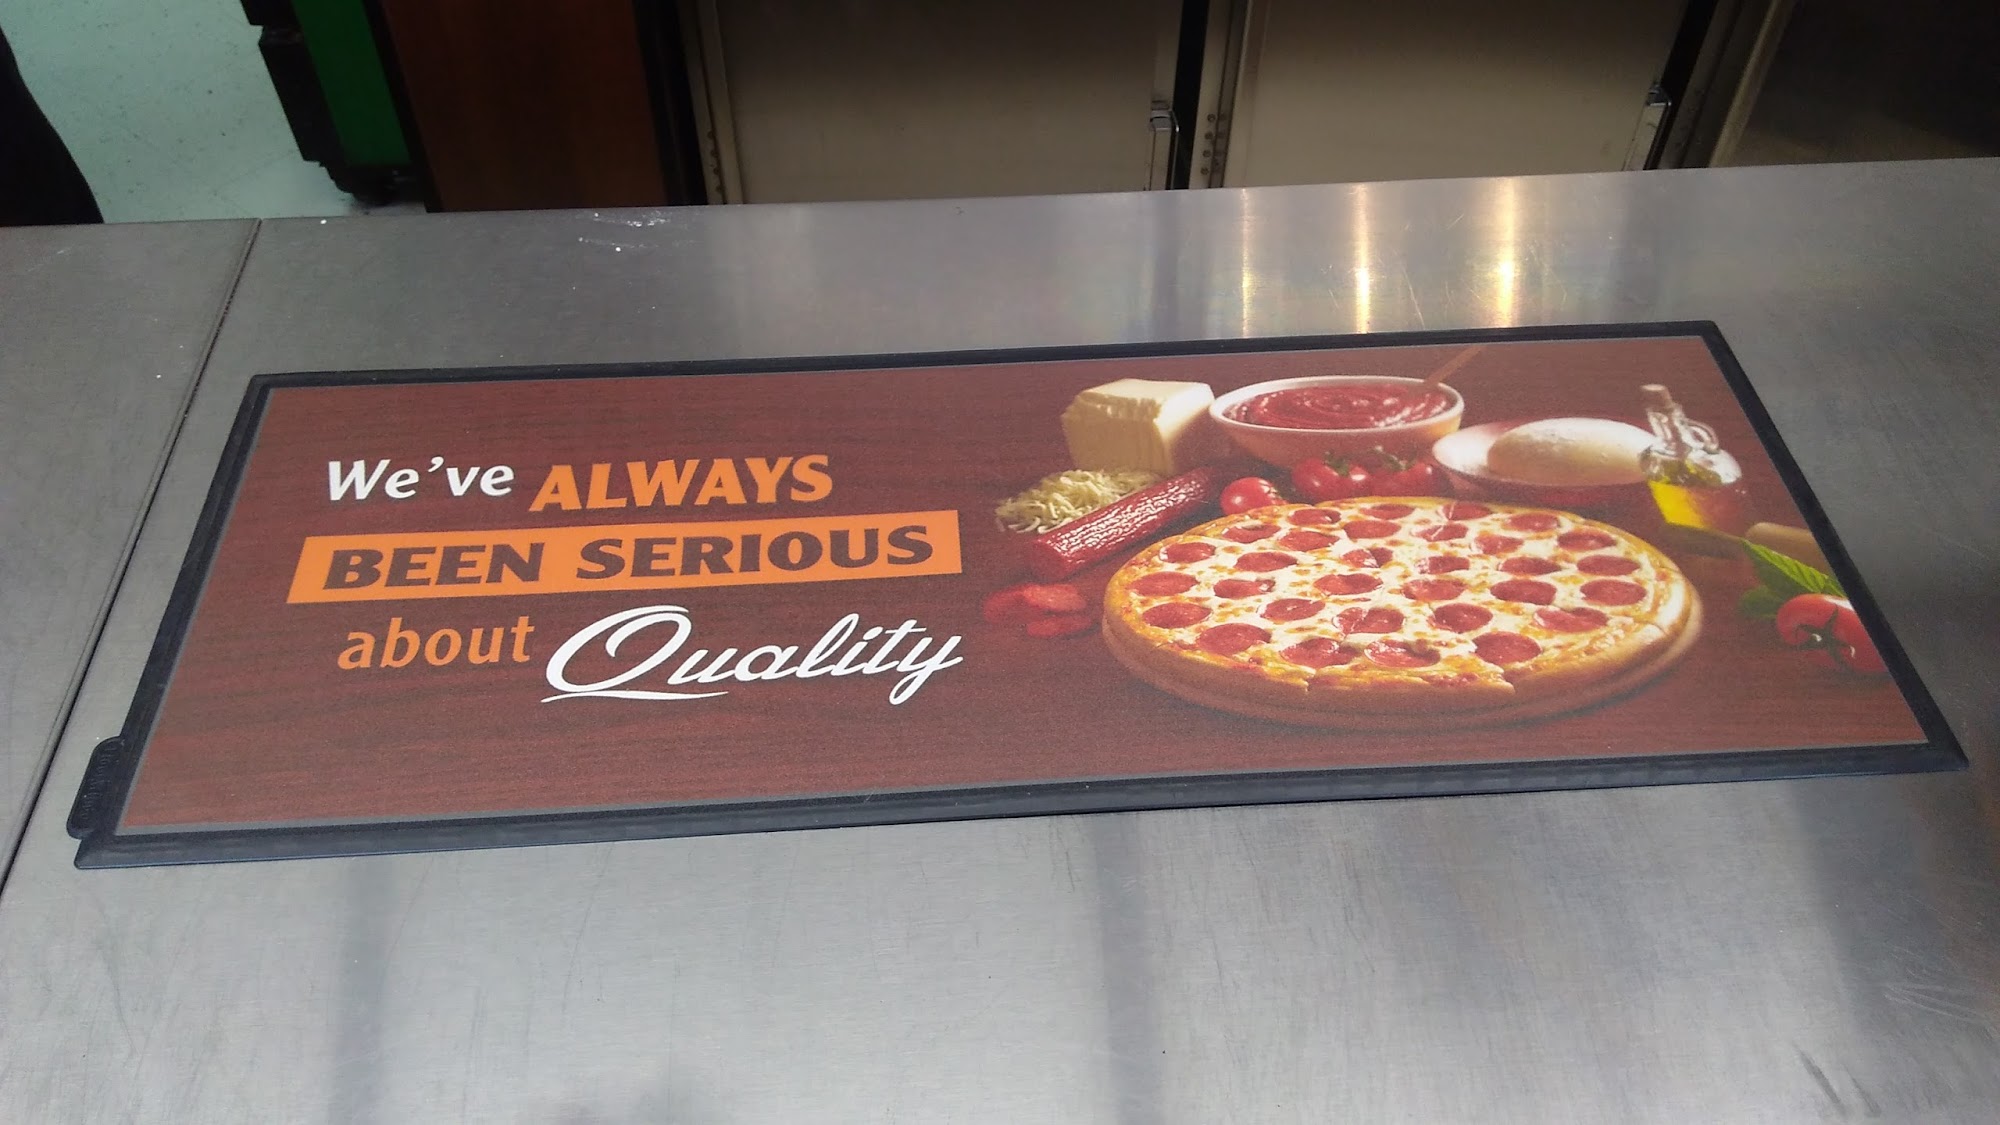 We've ALWAYS
BEEN SERIOUS
about Quality